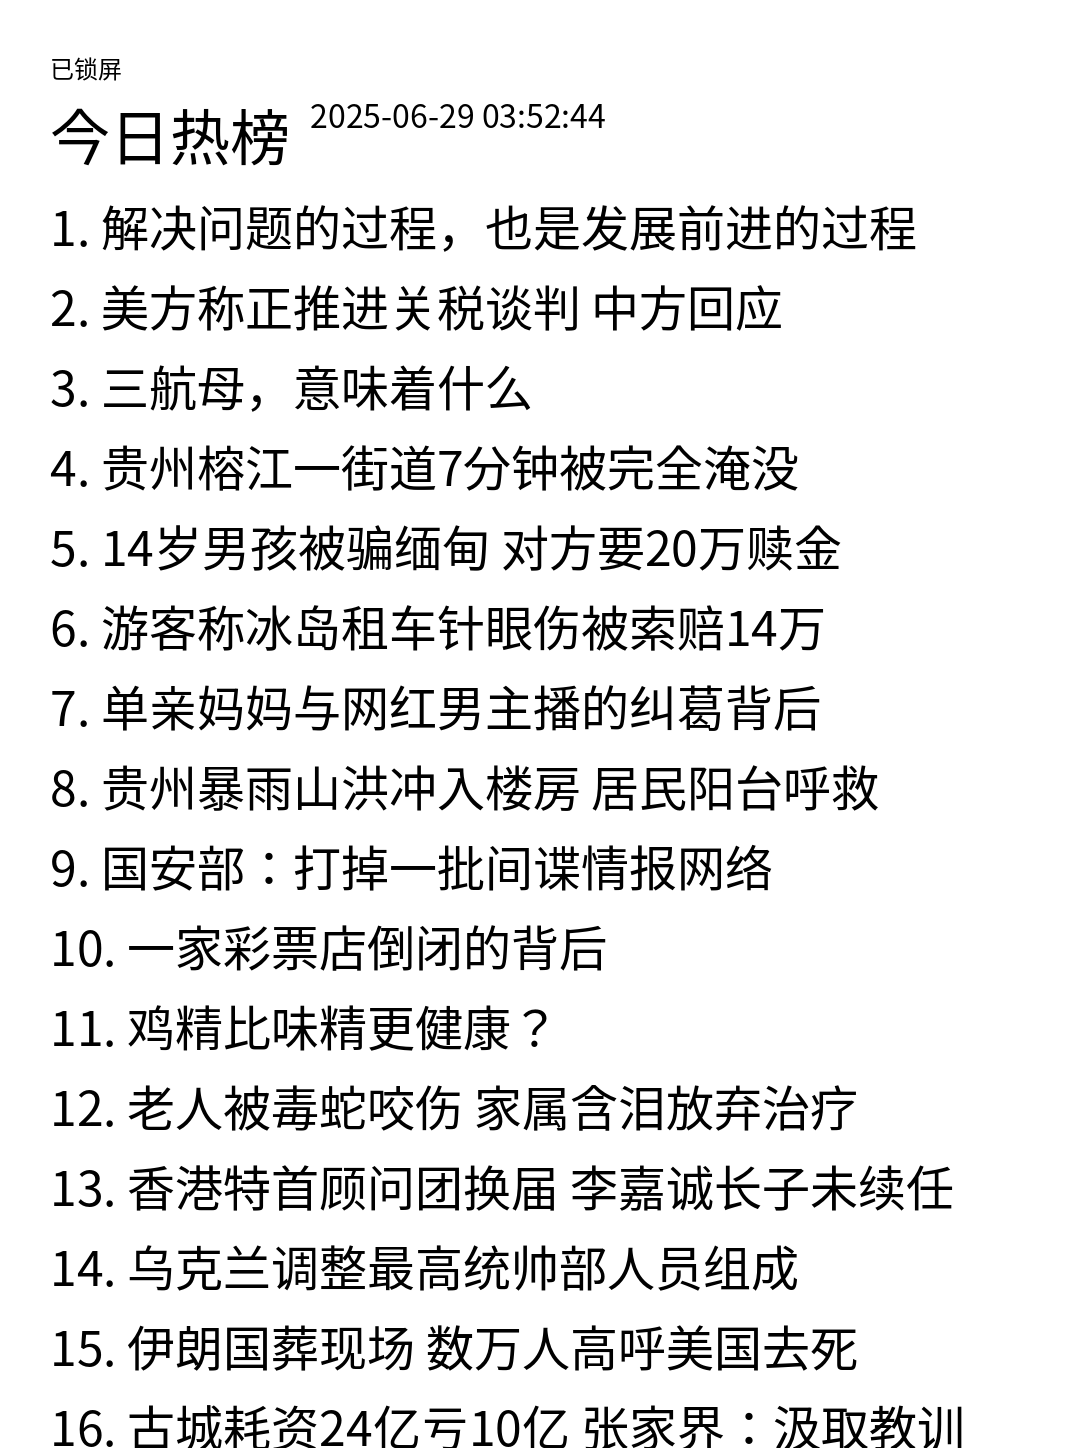 已锁屏
今日热榜 2025-06-29 03:52:44
1. 解决问题的过程，也是发展前进的过程
2. 美方称正推进关税谈判 中方回应
3. 三航母，意味着什么
4. 贵州榕江一街道7分钟被完全淹没
5. 14岁男孩被骗缅甸 对方要20万赎金
6. 游客称冰岛租车针眼伤被索赔14万
7. 单亲妈妈与网红男主播的纠葛背后
8. 贵州暴雨山洪冲入楼房 居民阳台呼救
9. 国安部：打掉一批间谍情报网络
10. 一家彩票店倒闭的背后
11. 鸡精比味精更健康？
12. 老人被毒蛇咬伤 家属含泪放弃治疗
13. 香港特首顾问团换届 李嘉诚长子未续任
14. 乌克兰调整最高统帅部人员组成
15. 伊朗国葬现场 数万人高呼美国去死
16. 古城耗资24亿亏10亿 张家界：汲取教训